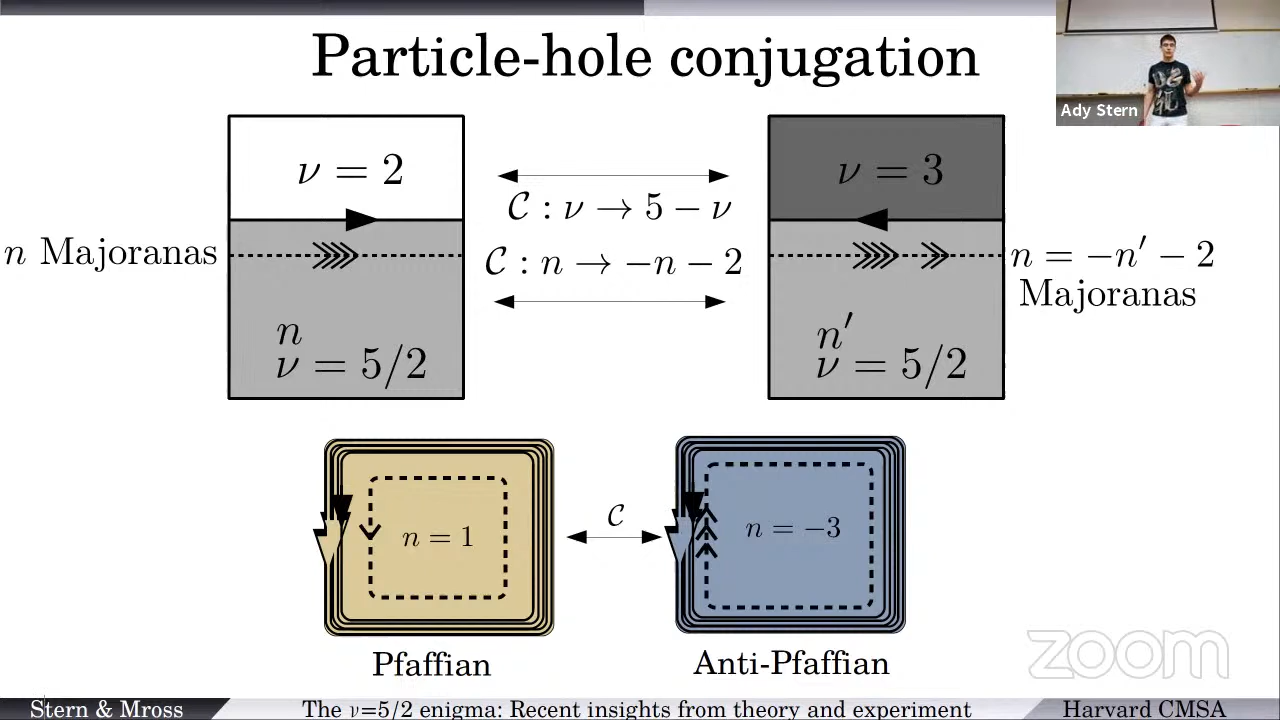 Particle-hole conjugation
Ady Stern
ν = 2
ν = 3
𝒞 : ν → 5 − ν
n Majoranas
𝒞 : n → −n − 2
n = −n′ − 2
Majoranas
n
ν = 5/2
n′
ν = 5/2
n = 1
𝒞
n = −3
Pfaffian
Anti-Pfaffian
zoom
Stern & Mross
The ν=5/2 enigma: Recent insights from theory and experiment
Harvard CMSA